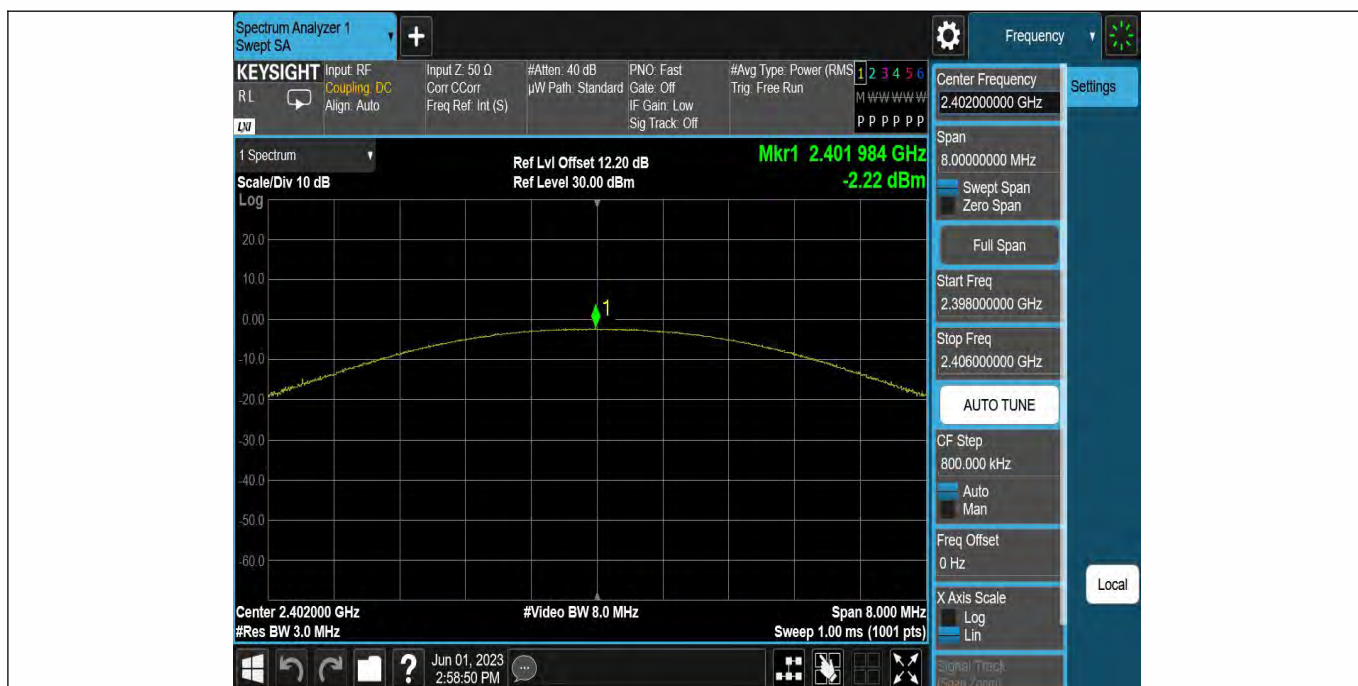 Spectrum Analyzer 1
Swept SA
+
Frequency
KEYSIGHT
RL
LXI
Input: RF
Coupling: DC
Align: Auto
Input Z: 50 Ω
Corr CCorr
Freq Ref: Int (S)
#Atten: 40 dB
µW Path: Standard
PNO: Fast
Gate: Off
IF Gain: Low
Sig Track: Off
#Avg Type: Power (RMS
Trig: Free Run
1 2 3 4 5 6
M W W W W W
P P P P P P
1 Spectrum
Scale/Div 10 dB
Log
Ref Lvl Offset 12.20 dB
Ref Level 30.00 dBm
Mkr1 2.401 984 GHz
-2.22 dBm
20.0
10.0
0.00
-10.0
-20.0
-30.0
-40.0
-50.0
-60.0
1
Center 2.402000 GHz
#Res BW 3.0 MHz
#Video BW 8.0 MHz
Span 8.000 MHz
Sweep 1.00 ms (1001 pts)
?
Jun 01, 2023
2:58:50 PM
Center Frequency
2.402000000 GHz
Settings
Span
8.00000000 MHz
Swept Span
Zero Span
Full Span
Start Freq
2.398000000 GHz
Stop Freq
2.406000000 GHz
AUTO TUNE
CF Step
800.000 kHz
Auto
Man
Freq Offset
0 Hz
X Axis Scale
Log
Lin
Local
Signal Track
(Span Zoom)